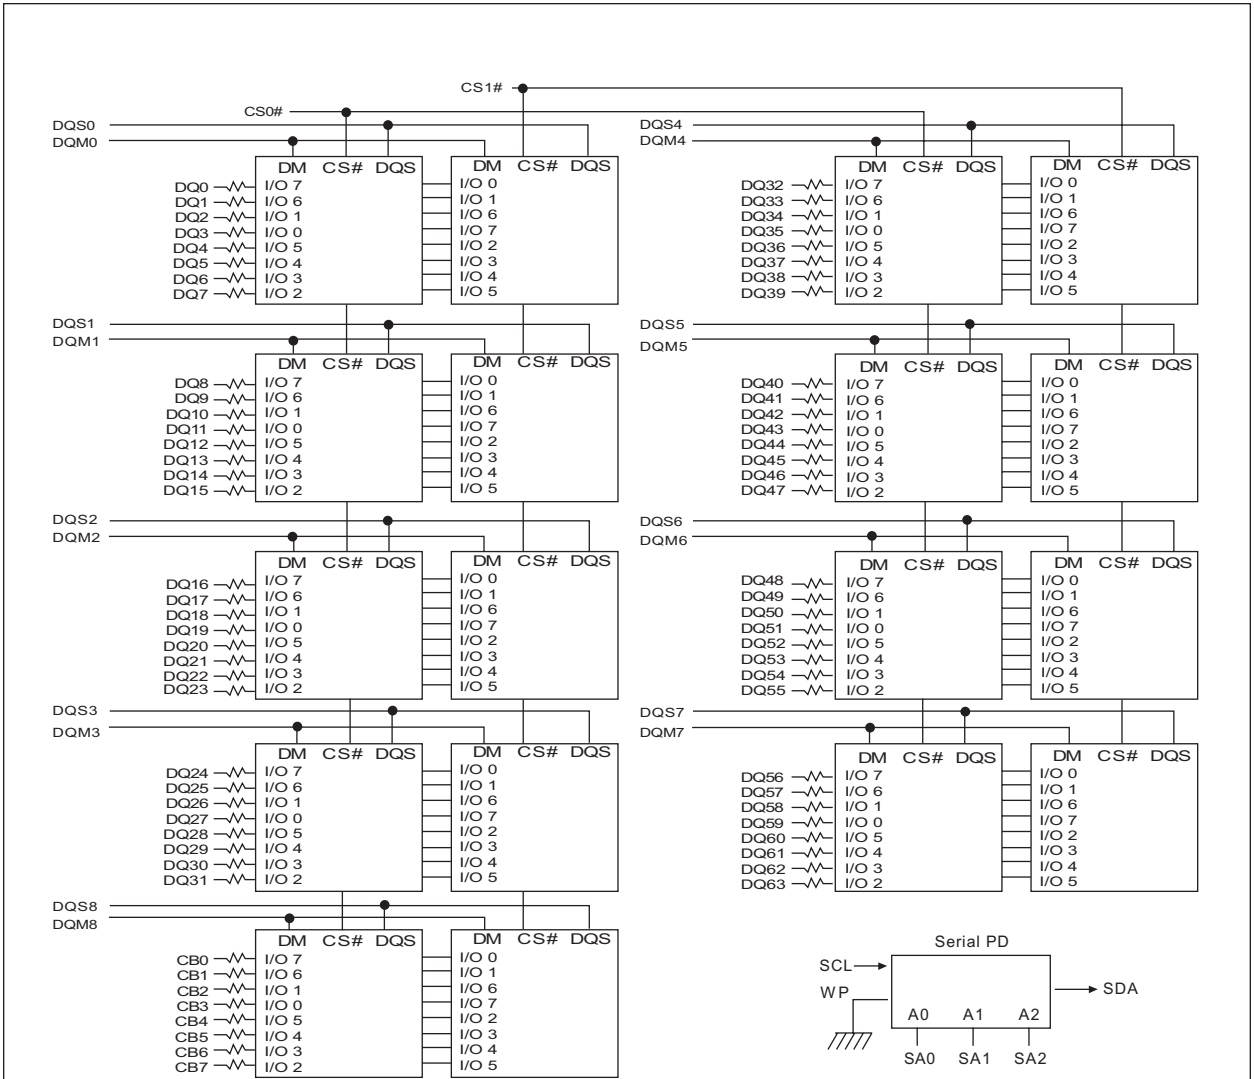 CS1#
CS0#
DQS0
DQM0
DM CS# DQS
DM CS# DQS
DQ0 I/O 7 I/O 0
DQ1 I/O 6 I/O 1
DQ2 I/O 1 I/O 6
DQ3 I/O 0 I/O 7
DQ4 I/O 5 I/O 2
DQ5 I/O 4 I/O 3
DQ6 I/O 3 I/O 4
DQ7 I/O 2 I/O 5
DQS1
DQM1
DM CS# DQS
DM CS# DQS
DQ8 I/O 7 I/O 0
DQ9 I/O 6 I/O 1
DQ10 I/O 1 I/O 6
DQ11 I/O 0 I/O 7
DQ12 I/O 5 I/O 2
DQ13 I/O 4 I/O 3
DQ14 I/O 3 I/O 4
DQ15 I/O 2 I/O 5
DQS2
DQM2
DM CS# DQS
DM CS# DQS
DQ16 I/O 7 I/O 0
DQ17 I/O 6 I/O 1
DQ18 I/O 1 I/O 6
DQ19 I/O 0 I/O 7
DQ20 I/O 5 I/O 2
DQ21 I/O 4 I/O 3
DQ22 I/O 3 I/O 4
DQ23 I/O 2 I/O 5
DQS3
DQM3
DM CS# DQS
DM CS# DQS
DQ24 I/O 7 I/O 0
DQ25 I/O 6 I/O 1
DQ26 I/O 1 I/O 6
DQ27 I/O 0 I/O 7
DQ28 I/O 5 I/O 2
DQ29 I/O 4 I/O 3
DQ30 I/O 3 I/O 4
DQ31 I/O 2 I/O 5
DQS8
DQM8
DM CS# DQS
DM CS# DQS
CB0 I/O 7 I/O 0
CB1 I/O 6 I/O 1
CB2 I/O 1 I/O 6
CB3 I/O 0 I/O 7
CB4 I/O 5 I/O 2
CB5 I/O 4 I/O 3
CB6 I/O 3 I/O 4
CB7 I/O 2 I/O 5
DQS4
DQM4
DM CS# DQS
DM CS# DQS
DQ32 I/O 7 I/O 0
DQ33 I/O 6 I/O 1
DQ34 I/O 1 I/O 6
DQ35 I/O 0 I/O 7
DQ36 I/O 5 I/O 2
DQ37 I/O 4 I/O 3
DQ38 I/O 3 I/O 4
DQ39 I/O 2 I/O 5
DQS5
DQM5
DM CS# DQS
DM CS# DQS
DQ40 I/O 7 I/O 0
DQ41 I/O 6 I/O 1
DQ42 I/O 1 I/O 6
DQ43 I/O 0 I/O 7
DQ44 I/O 5 I/O 2
DQ45 I/O 4 I/O 3
DQ46 I/O 3 I/O 4
DQ47 I/O 2 I/O 5
DQS6
DQM6
DM CS# DQS
DM CS# DQS
DQ48 I/O 7 I/O 0
DQ49 I/O 6 I/O 1
DQ50 I/O 1 I/O 6
DQ51 I/O 0 I/O 7
DQ52 I/O 5 I/O 2
DQ53 I/O 4 I/O 3
DQ54 I/O 3 I/O 4
DQ55 I/O 2 I/O 5
DQS7
DQM7
DM CS# DQS
DM CS# DQS
DQ56 I/O 7 I/O 0
DQ57 I/O 6 I/O 1
DQ58 I/O 1 I/O 6
DQ59 I/O 0 I/O 7
DQ60 I/O 5 I/O 2
DQ61 I/O 4 I/O 3
DQ62 I/O 3 I/O 4
DQ63 I/O 2 I/O 5
Serial PD
SCL
SDA
WP
A0 A1 A2
SA0 SA1 SA2